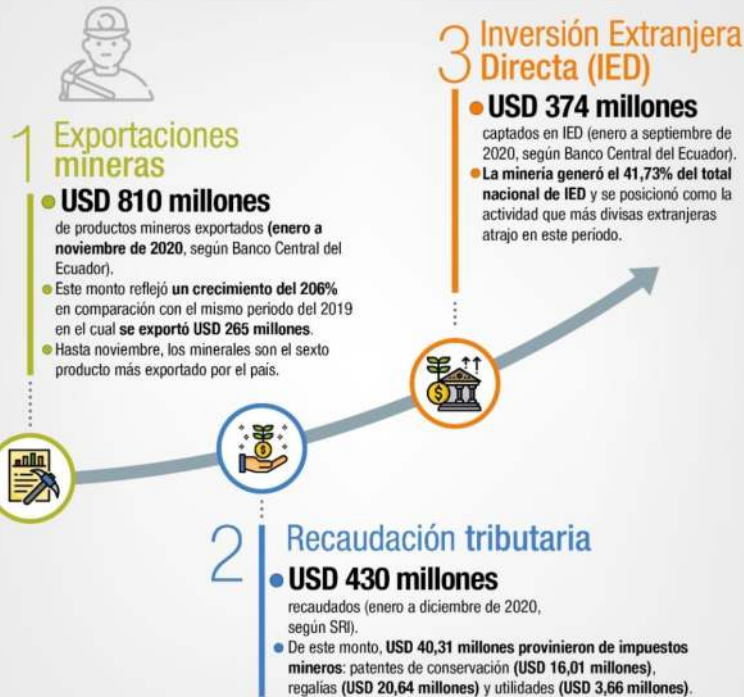 1 Exportaciones
mineras
USD 810 millones
de productos mineros exportados (enero a
noviembre de 2020, según Banco Central del
Ecuador).
Este monto reflejó un crecimiento del 206%
en comparación con el mismo periodo del 2019
en el cual se exportó USD 265 millones.
Hasta noviembre, los minerales son el sexto
producto más exportado por el país.
2 Recaudación tributaria
USD 430 millones
recaudados (enero a diciembre de 2020,
según SRI).
De este monto, USD 40,31 millones provinieron de impuestos
mineros: patentes de conservación (USD 16,01 millones),
regalías (USD 20,64 millones) y utilidades (USD 3,66 millones).
3 Inversión Extranjera
Directa (IED)
USD 374 millones
captados en IED (enero a septiembre de
2020, según Banco Central del Ecuador).
La minería generó el 41,73% del total
nacional de IED y se posicionó como la
actividad que más divisas extranjeras
atrajo en este periodo.